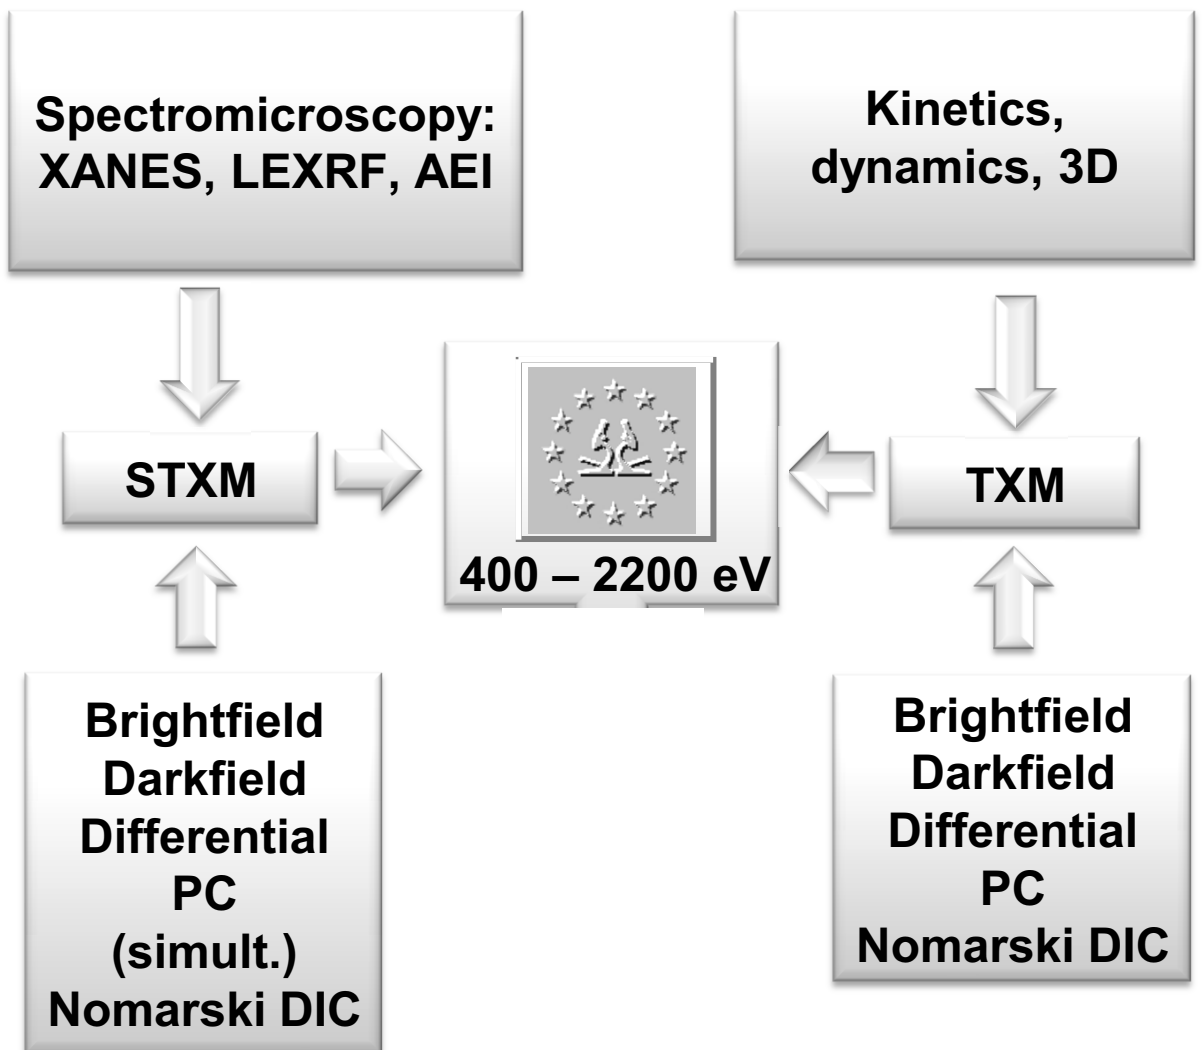 Spectromicroscopy:
XANES, LEXRF, AEI
Kinetics,
dynamics, 3D
STXM
400 – 2200 eV
TXM
Brightfield
Darkfield
Differential
PC
(simult.)
Nomarski DIC
Brightfield
Darkfield
Differential
PC
Nomarski DIC